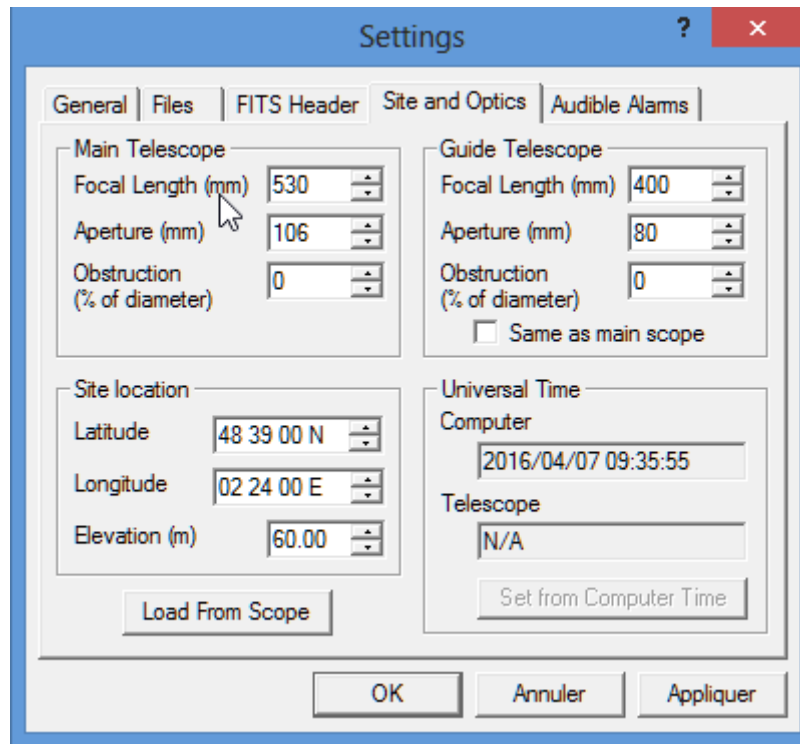 Settings
?
×
General
Files
FITS Header
Site and Optics
Audible Alarms
Main Telescope
Focal Length (mm)
530
Aperture (mm)
106
Obstruction
(% of diameter)
0
Guide Telescope
Focal Length (mm)
400
Aperture (mm)
80
Obstruction
(% of diameter)
0
Same as main scope
Site location
Latitude
48 39 00 N
Longitude
02 24 00 E
Elevation (m)
60.00
Load From Scope
Universal Time
Computer
2016/04/07 09:35:55
Telescope
N/A
Set from Computer Time
OK
Annuler
Appliquer